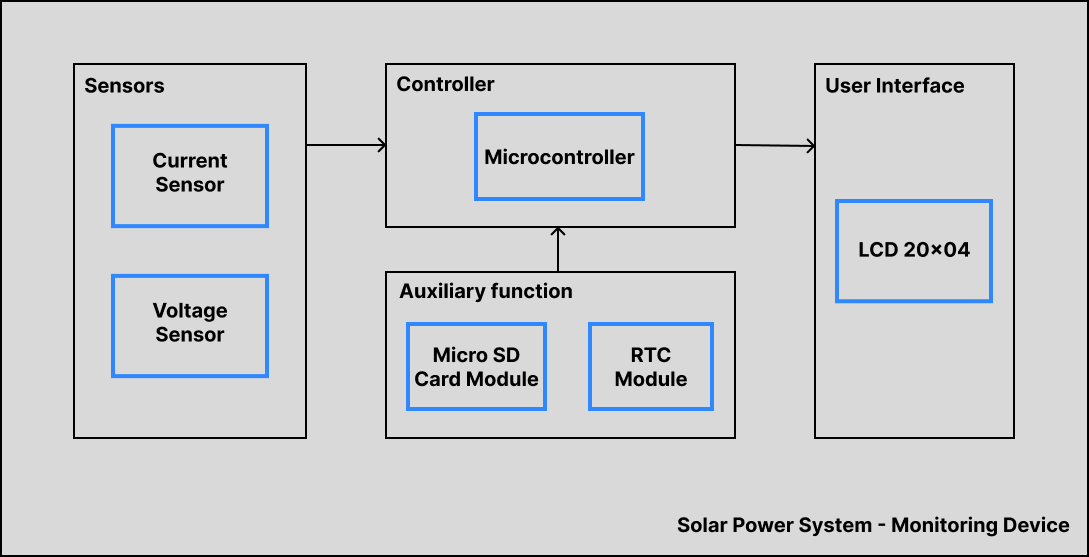 Sensors
Current
Sensor
Voltage
Sensor
Controller
Microcontroller
Auxiliary function
Micro SD
Card Module
RTC
Module
User Interface
LCD 20×04
Solar Power System - Monitoring Device